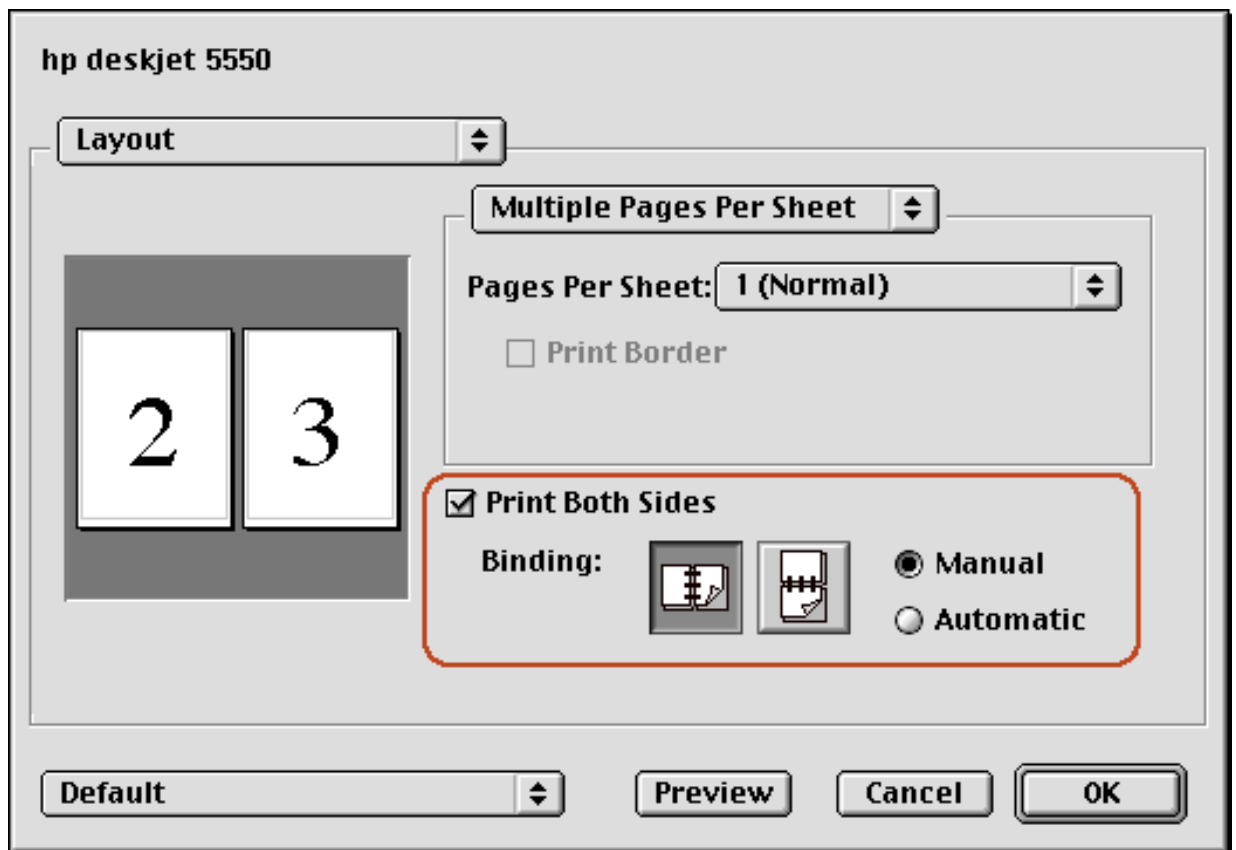 hp deskjet 5550
Layout
Multiple Pages Per Sheet
Pages Per Sheet: 1 (Normal)
Print Border
2 3
Print Both Sides
Binding:
Manual
Automatic
Default Preview Cancel OK